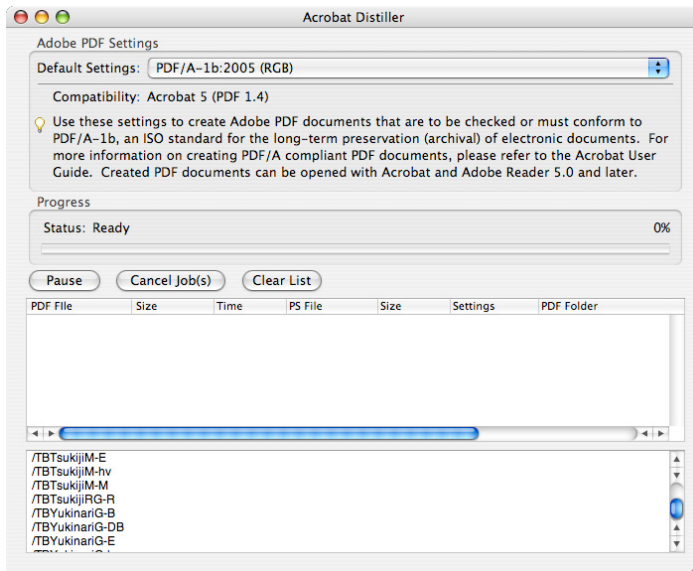 Acrobat Distiller
Adobe PDF Settings
Default Settings: PDF/A-1b:2005 (RGB)
Compatibility: Acrobat 5 (PDF 1.4)
Use these settings to create Adobe PDF documents that are to be checked or must conform to
PDF/A-1b, an ISO standard for the long-term preservation (archival) of electronic documents. For
more information on creating PDF/A compliant PDF documents, please refer to the Acrobat User
Guide. Created PDF documents can be opened with Acrobat and Adobe Reader 5.0 and later.
Progress
Status: Ready 0%
Pause Cancel Job(s) Clear List
PDF FIle Size Time PS File Size Settings PDF Folder
/TBTsukijiM-E
/TBTsukijiM-hv
/TBTsukijiM-M
/TBTsukijiRG-R
/TBYukinariG-B
/TBYukinariG-DB
/TBYukinariG-E